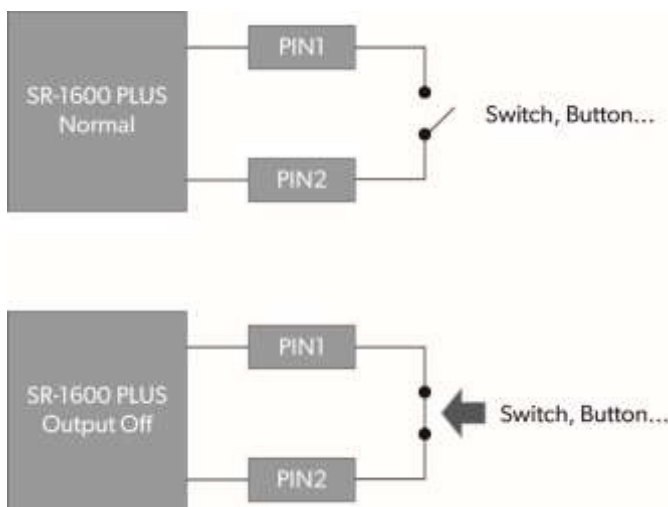 SR-1600 PLUS
Normal
PIN1
PIN2
Switch, Button...
SR-1600 PLUS
Output Off
PIN1
PIN2
Switch, Button...